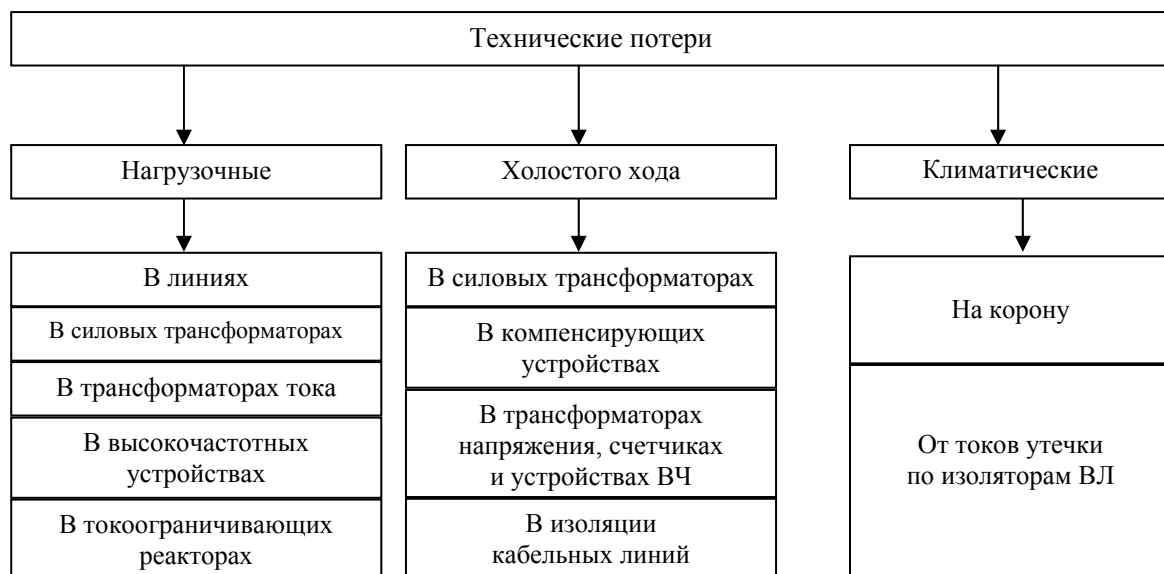 Технические потери
Нагрузочные
Холостого хода
Климатические
В линиях
В силовых трансформаторах
В трансформаторах тока
В высокочастотных
устройствах
В токоограничивающих
реакторах
В силовых трансформаторах
В компенсирующих
устройствах
В трансформаторах
напряжения, счетчиках
и устройствах ВЧ
В изоляции
кабельных линий
На корону
От токов утечки
по изоляторам ВЛ